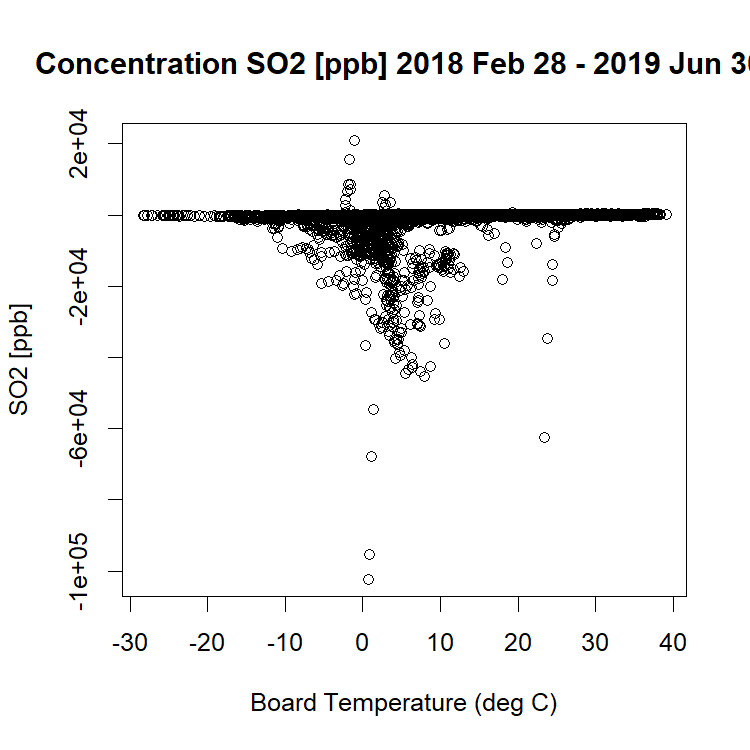 Concentration SO2 [ppb] 2018 Feb 28 - 2019 Jun 30
SO2 [ppb]
2e+04
-2e+04
-6e+04
-1e+05
-30 -20 -10 0 10 20 30 40
Board Temperature (deg C)